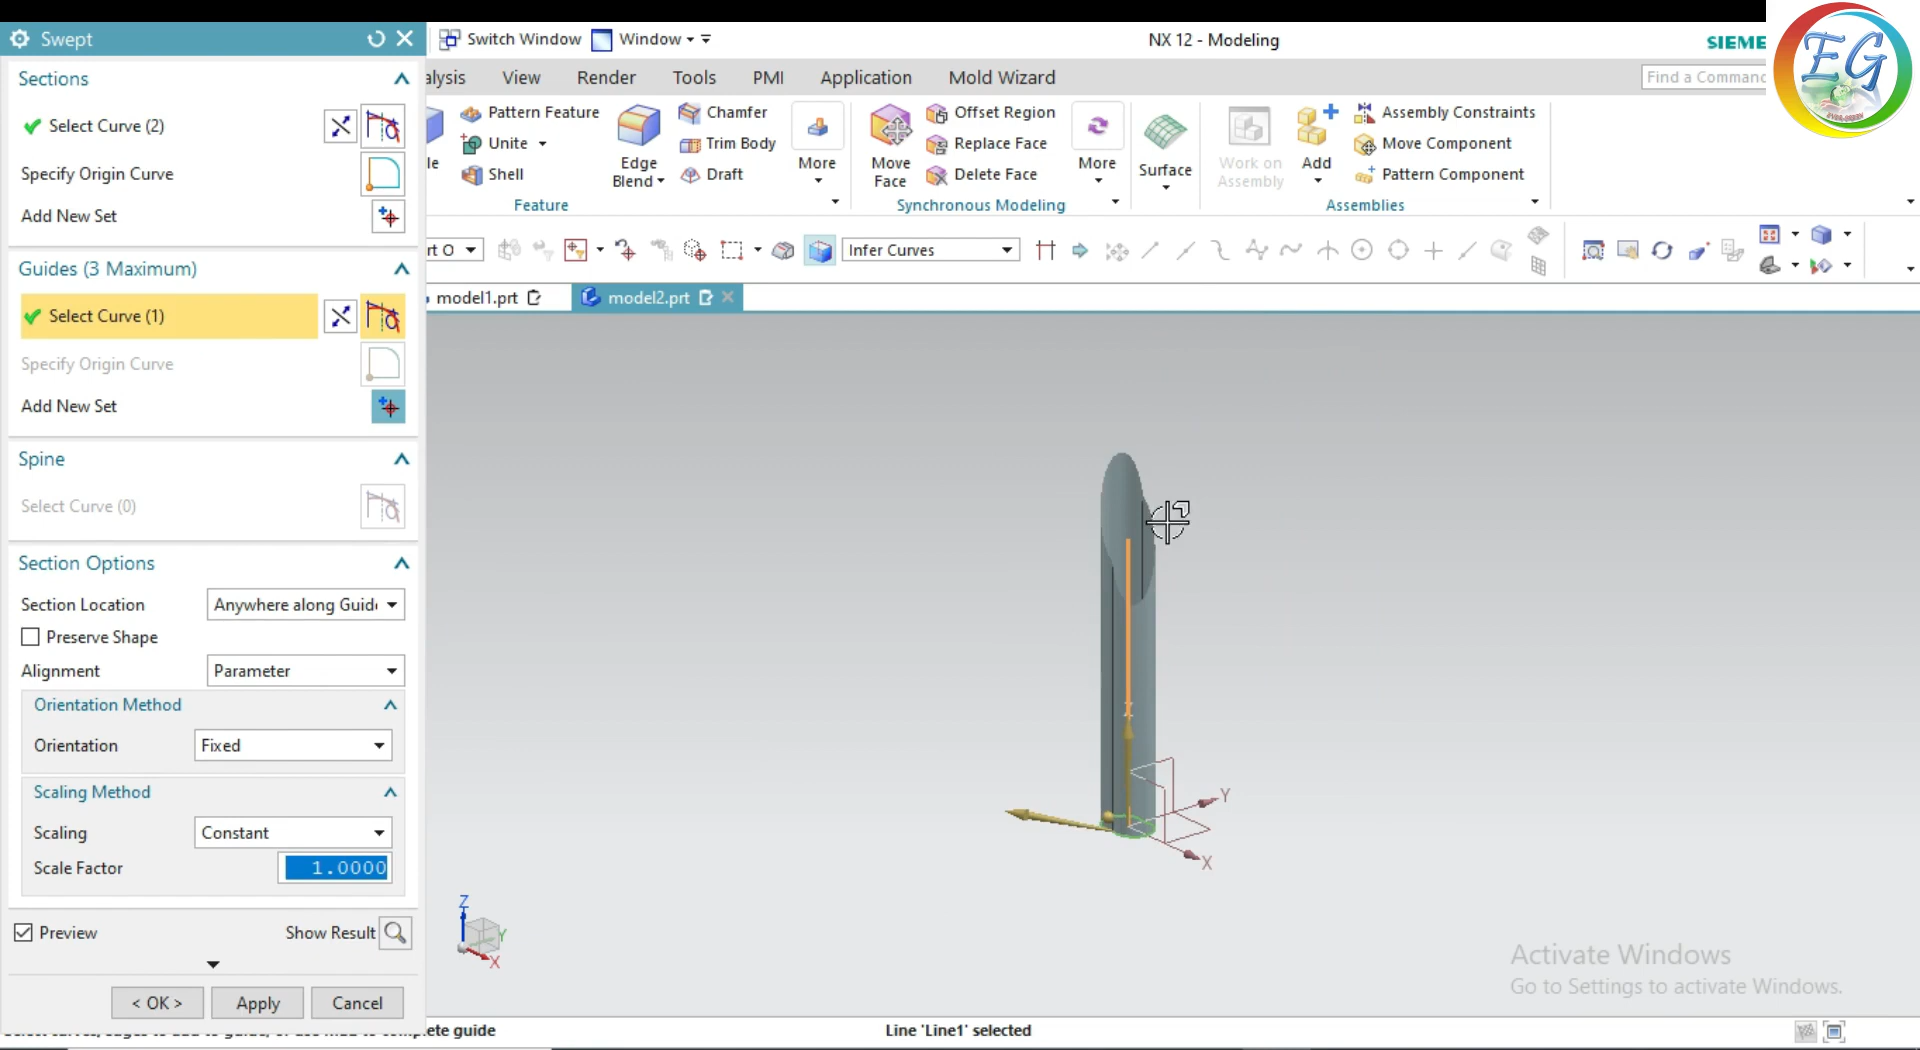 Swept
Switch Window
Window
NX 12 - Modeling
SIEME
EG
Sections
alysis
View
Render
Tools
PMI
Application
Mold Wizard
Find a Comman
Select Curve (2)
Specify Origin Curve
Add New Set
Pattern Feature
Unite
Shell
Edge
Blend
Chamfer
Trim Body
Draft
More
Feature
Move
Face
Offset Region
Replace Face
Delete Face
More
Synchronous Modeling
Surface
Work on
Assembly
Add
Assembly Constraints
Move Component
Pattern Component
Assemblies
Guides (3 Maximum)
Select Curve (1)
Specify Origin Curve
Add New Set
rt O
Infer Curves
model1.prt
model2.prt
Spine
Select Curve (0)
Section Options
Section Location
Anywhere along Guid
Preserve Shape
Alignment
Parameter
Orientation Method
Orientation
Fixed
Scaling Method
Scaling
Constant
Scale Factor
1.0000
Preview
Show Result
< OK >
Apply
Cancel
Z
Y
X
Z
Y
X
Activate Windows
Go to Settings to activate Windows.
Line 'Line1' selected